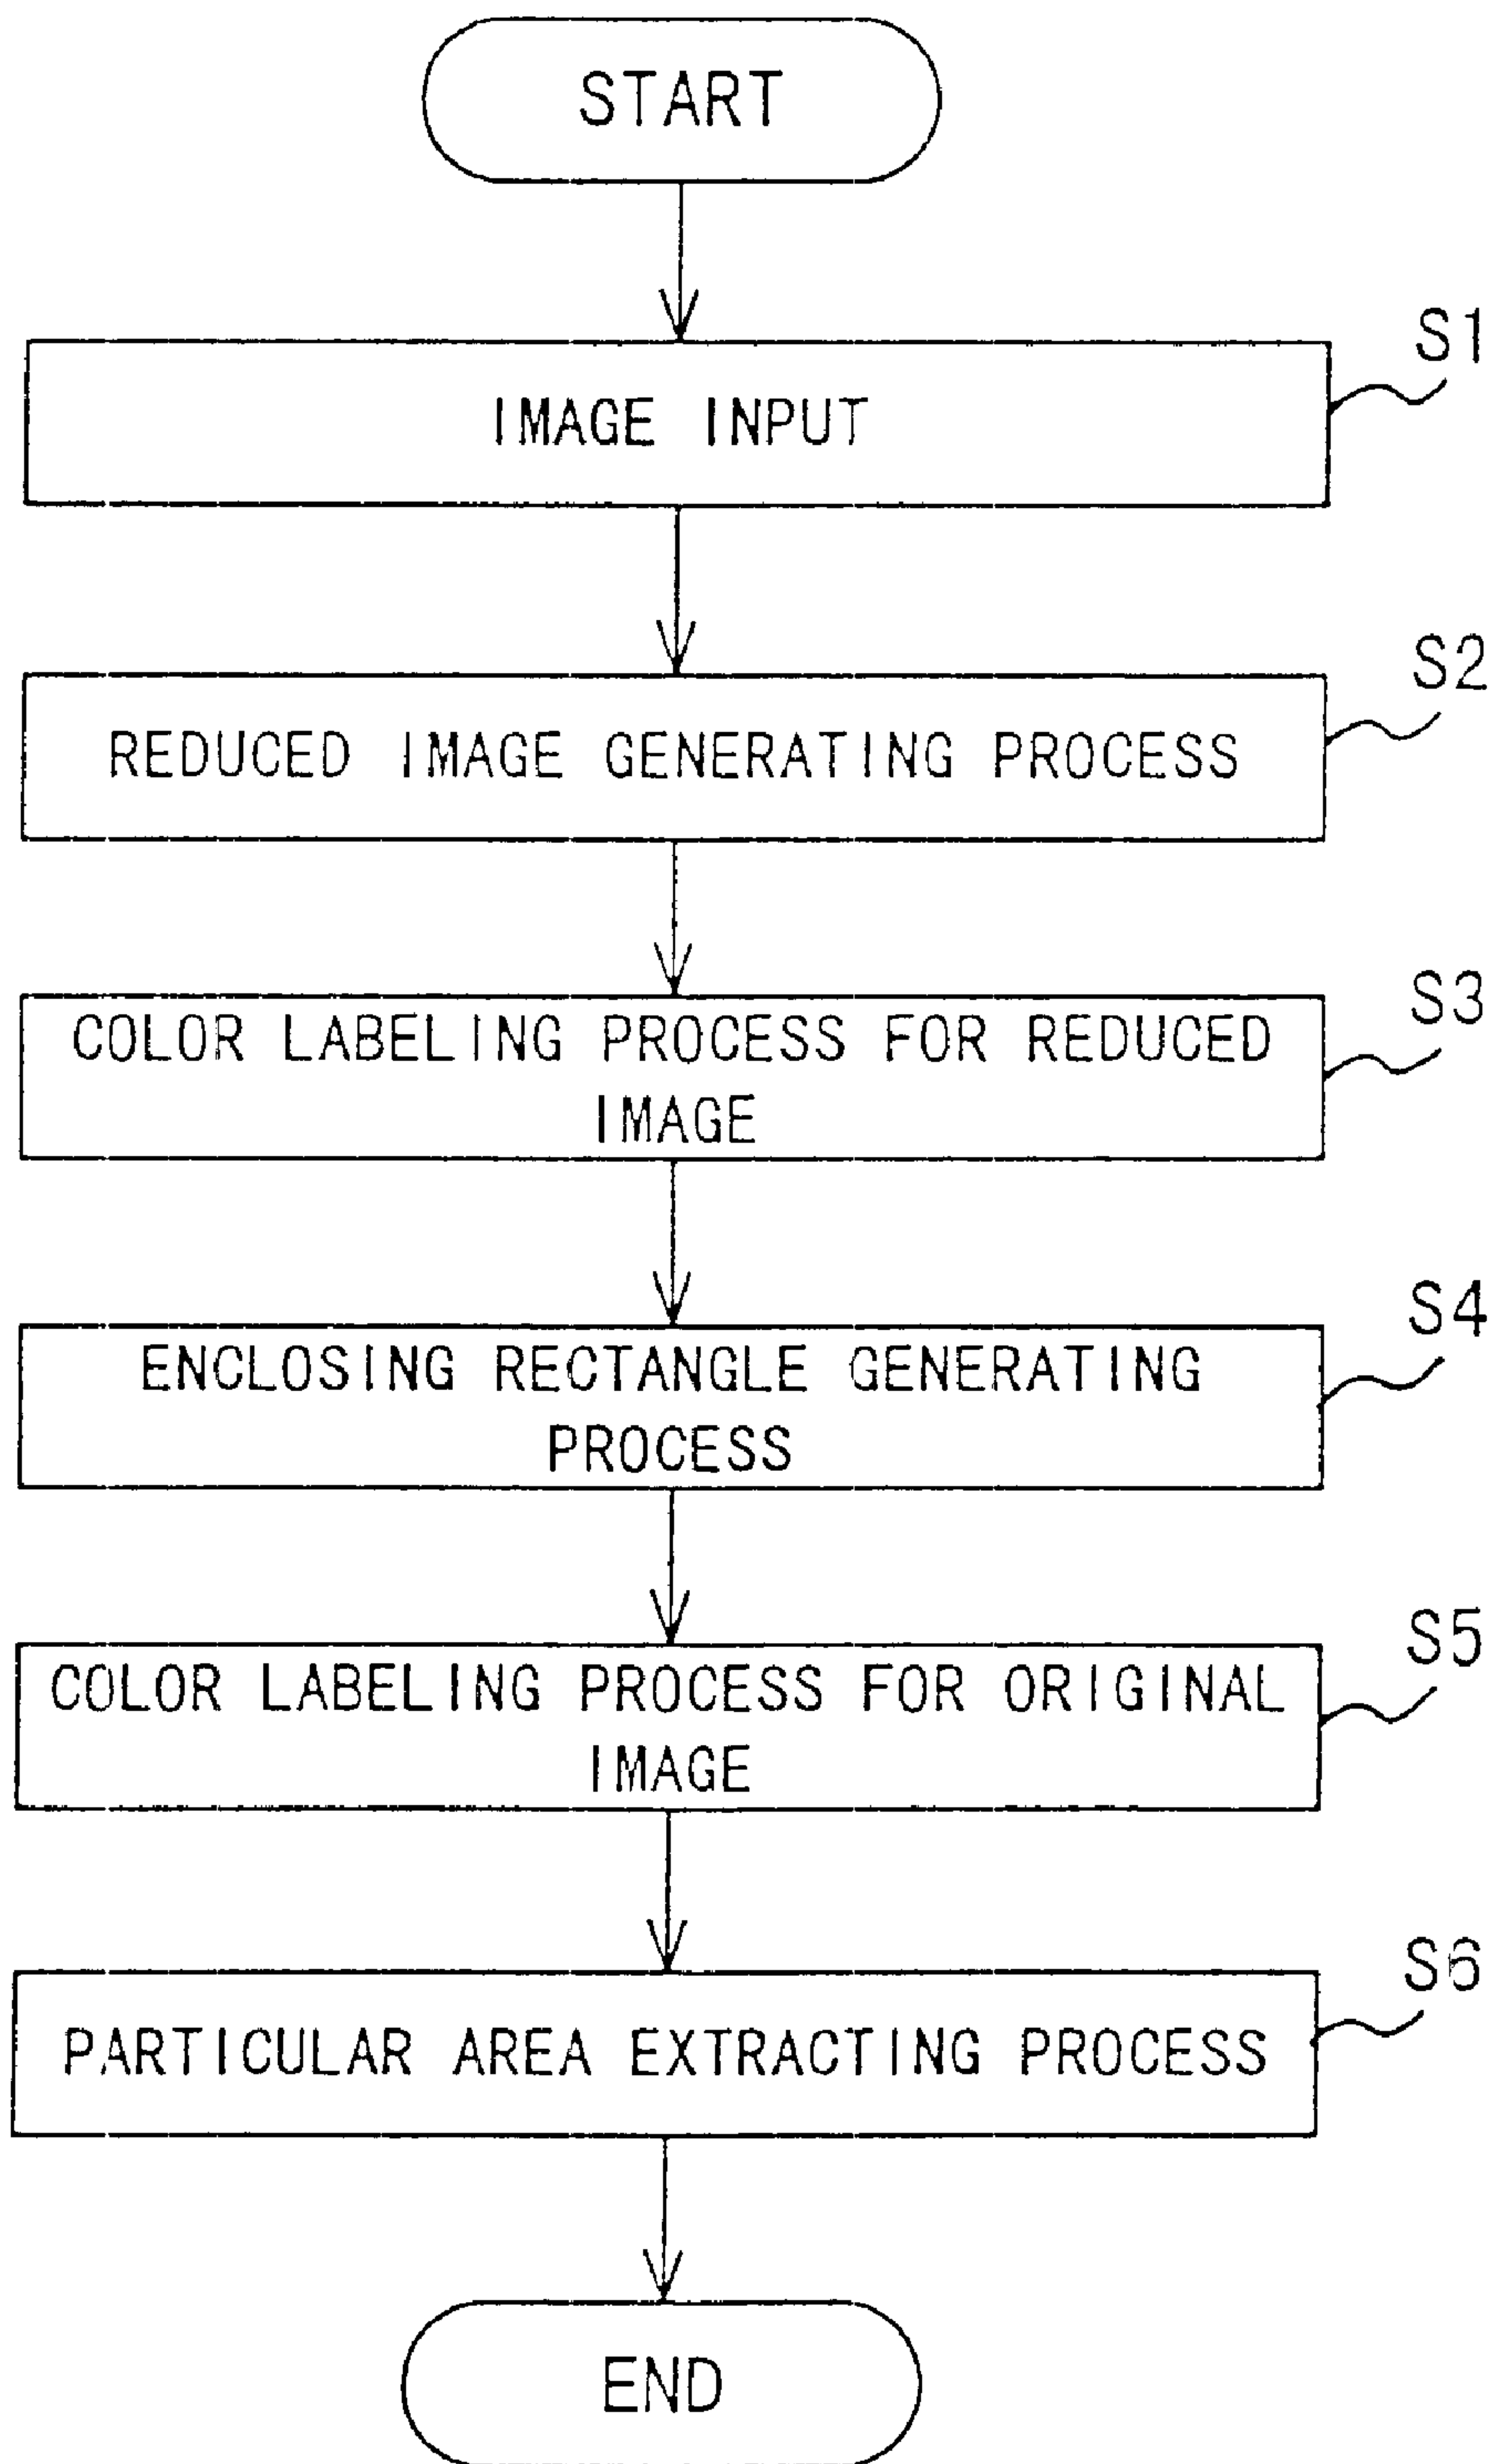 START
S1
IMAGE INPUT
S2
REDUCED IMAGE GENERATING PROCESS
S3
COLOR LABELING PROCESS FOR REDUCED
IMAGE
S4
ENCLOSING RECTANGLE GENERATING
PROCESS
S5
COLOR LABELING PROCESS FOR ORIGINAL
IMAGE
S6
PARTICULAR AREA EXTRACTING PROCESS
END